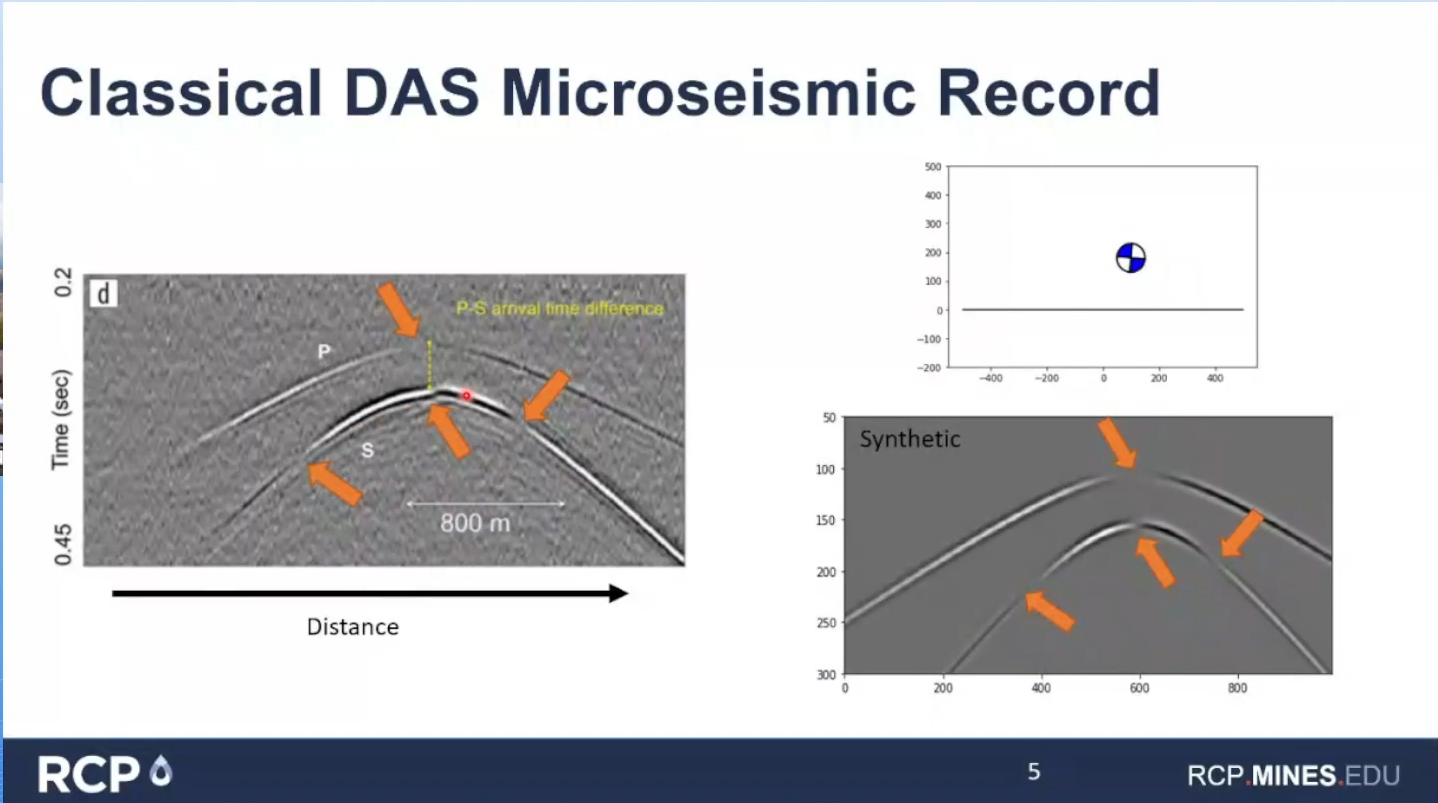 Classical DAS Microseismic Record
0.2
Time (sec)
0.45
d
P-S arrival time difference
P
S
800 m
Distance
500
400
300
200
100
0
−100
−200
−400
−200
0
200
400
50
100
150
200
250
300
Synthetic
0
200
400
600
800
RCP
5
RCP.MINES.EDU